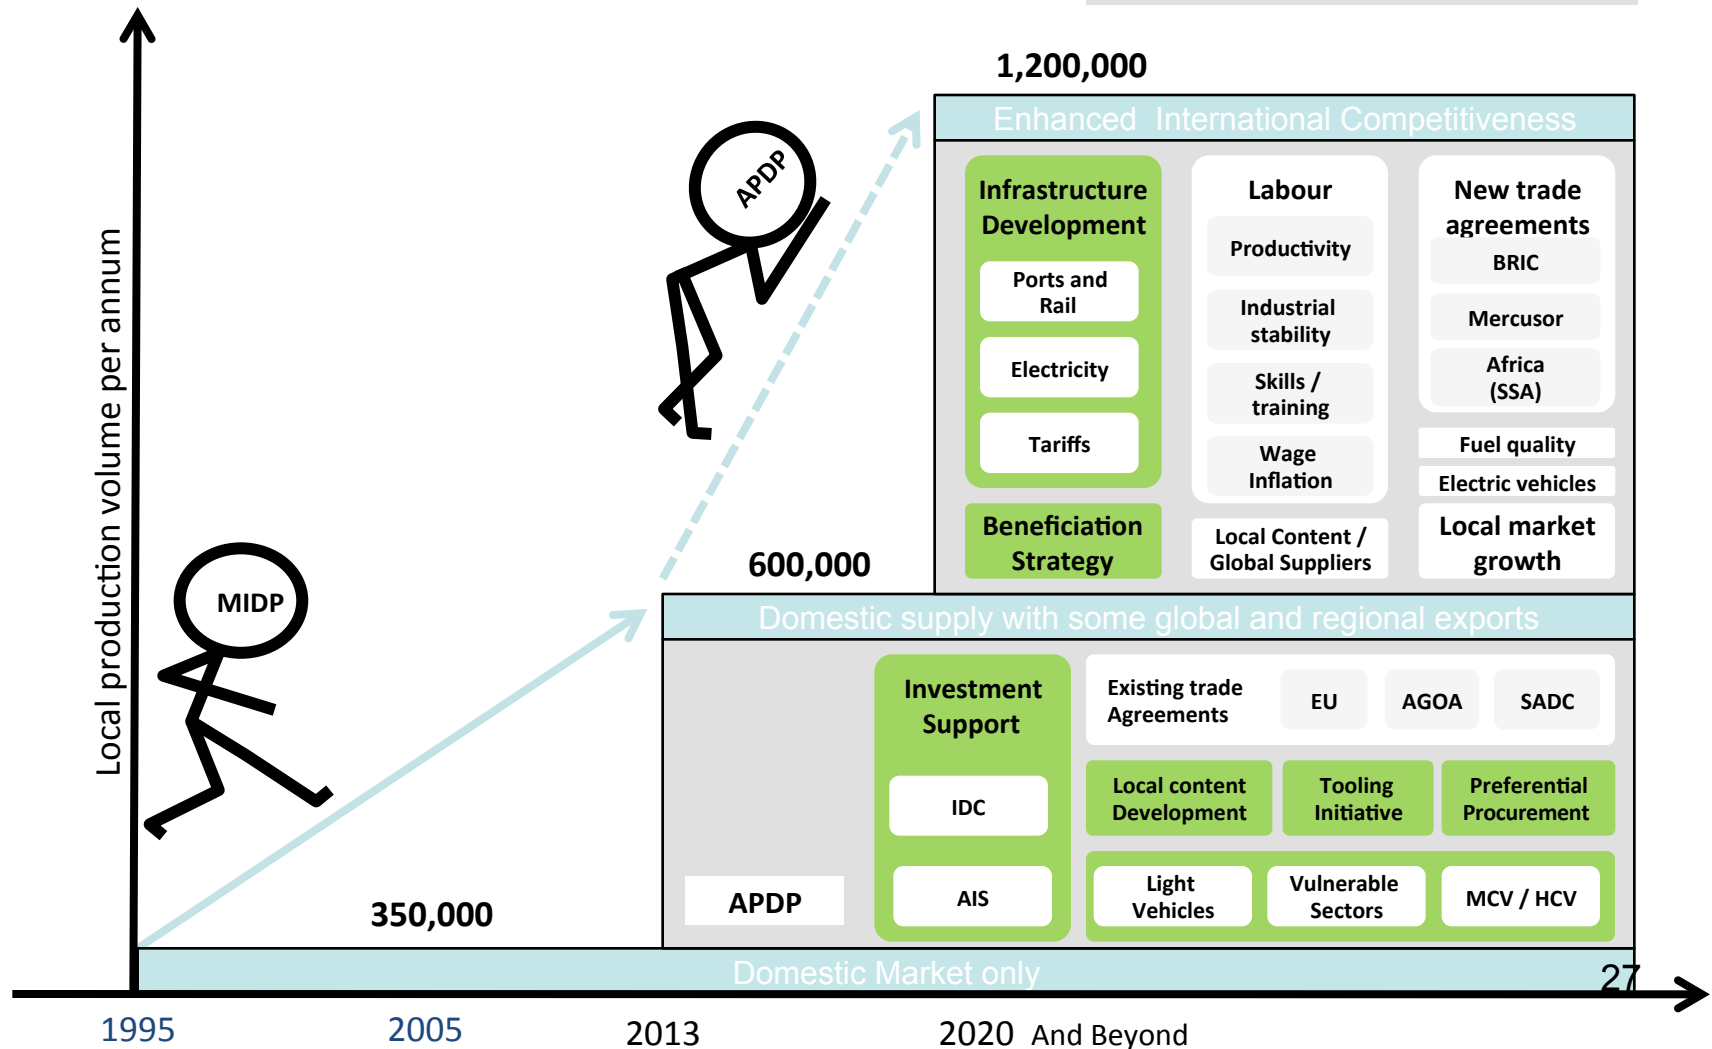 Local production volume per annum
1,200,000
Enhanced International Competitiveness
APDP
Infrastructure
Development
Ports and
Rail
Electricity
Tariffs
Beneficiation
Strategy
Labour
Productivity
Industrial
stability
Skills /
training
Wage
Inflation
Local Content /
Global Suppliers
New trade
agreements
BRIC
Mercusor
Africa
(SSA)
Fuel quality
Electric vehicles
Local market
growth
600,000
Domestic supply with some global and regional exports
MIDP
Investment
Support
IDC
AIS
Existing trade
Agreements
EU
AGOA
SADC
Local content
Development
Tooling
Initiative
Preferential
Procurement
Light
Vehicles
Vulnerable
Sectors
MCV / HCV
APDP
350,000
Domestic Market only
27
1995
2005
2013
2020 And Beyond